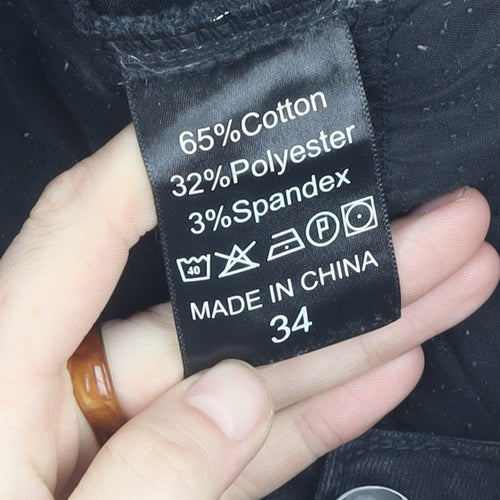 65%Cotton
32%Polyester
3%Spandex
40 P
MADE IN CHINA
34